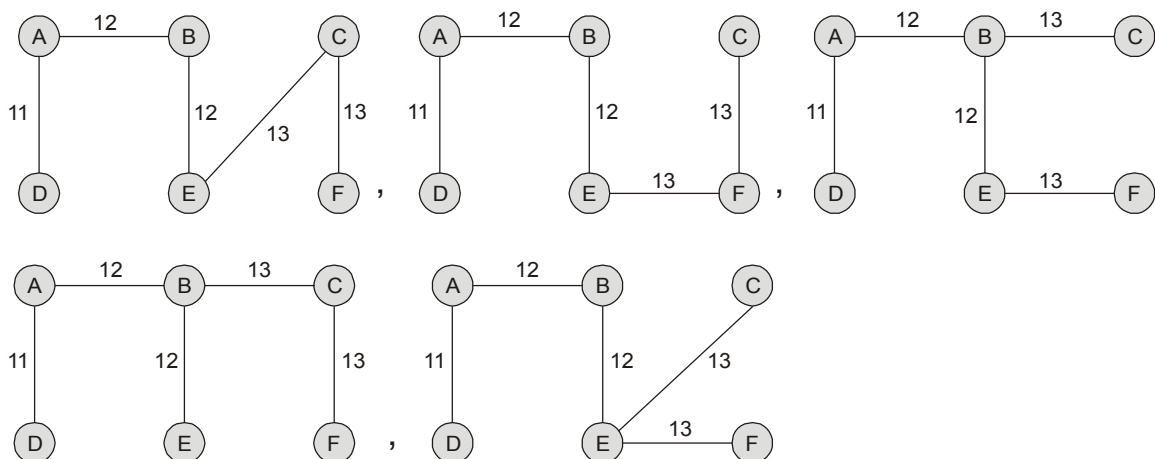 12 12 12 13
A B C A B C A B C
11 12 13 13 11 12 13 11 12
13 13
D E F , D E F , D E F
12 13 12
A B C A B C
11 12 13 11 12 13
13
D E F , D E F